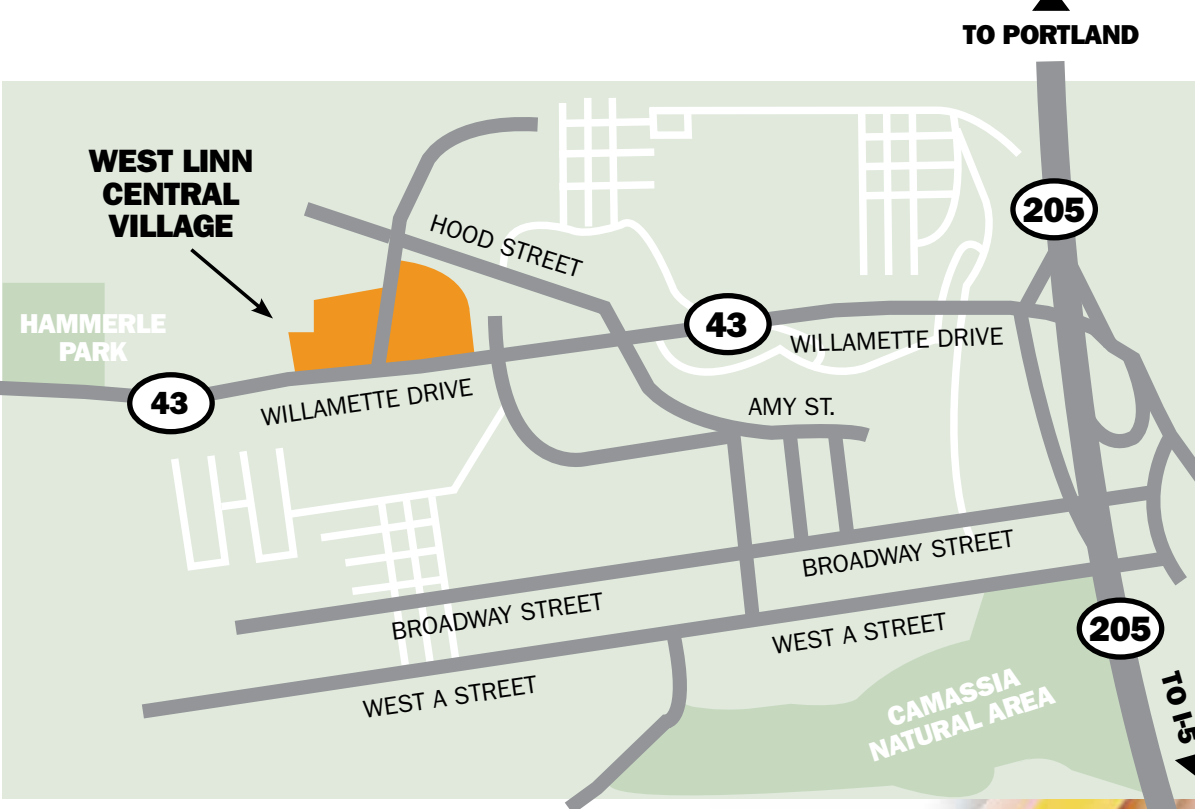 TO PORTLAND
WEST LINN
CENTRAL
VILLAGE
205
HOOD STREET
HAMMERLE
PARK
43
WILLAMETTE DRIVE
43
WILLAMETTE DRIVE
AMY ST.
BROADWAY STREET
BROADWAY STREET
WEST A STREET
WEST A STREET
205
CAMASSIA
NATURAL AREA
TO I-5